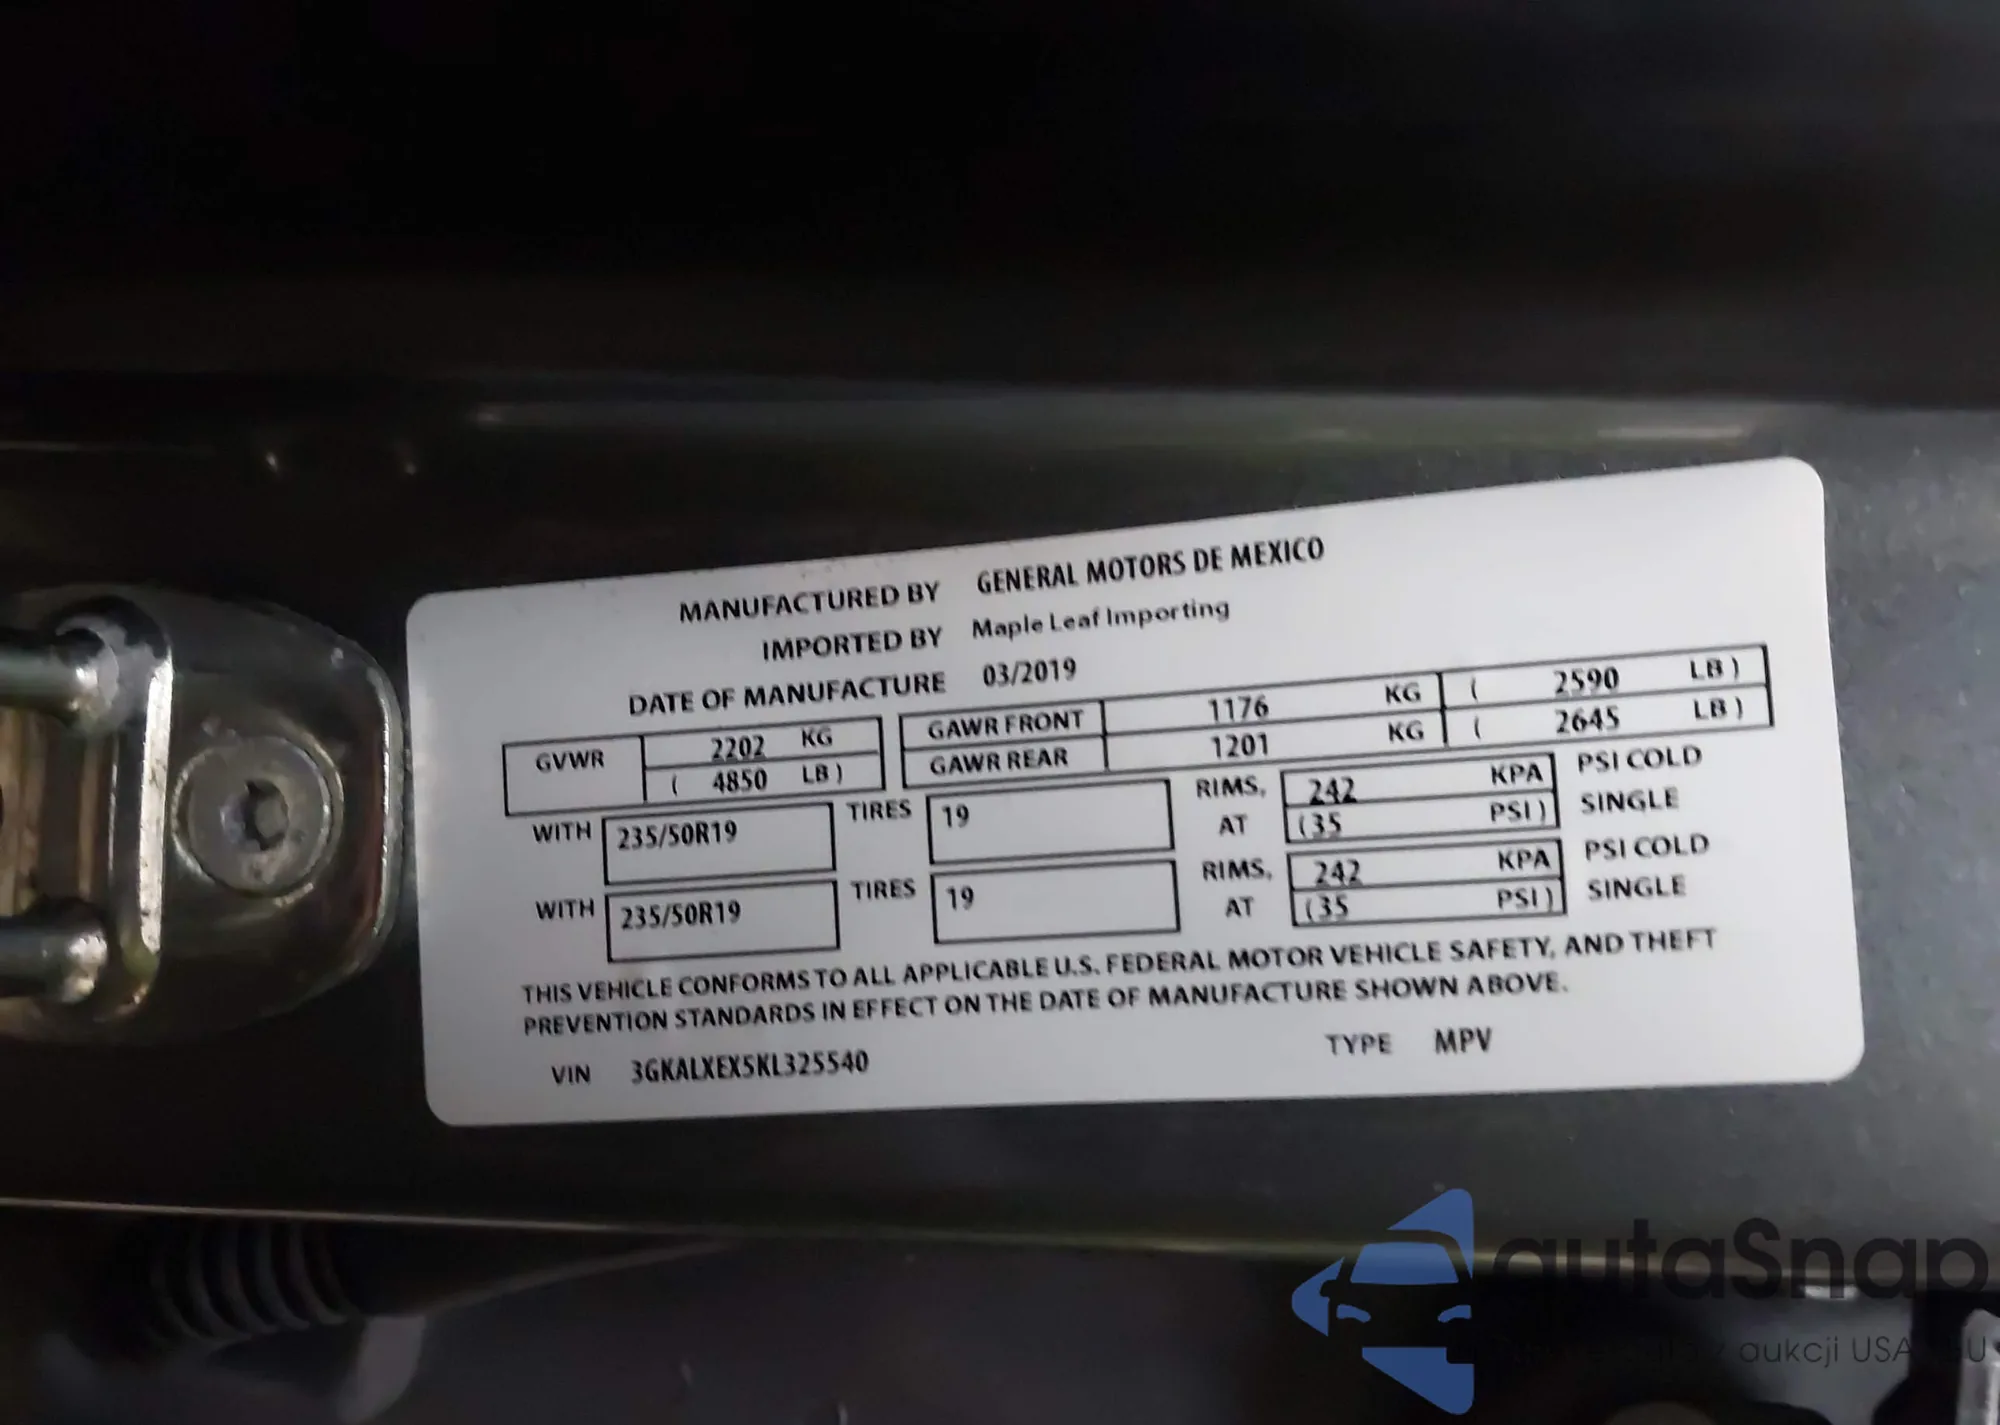 MANUFACTURED BY GENERAL MOTORS DE MEXICO
IMPORTED BY Maple Leaf Importing
DATE OF MANUFACTURE 03/2019
GVWR 2202 KG
( 4850 LB )
GAWR FRONT 1176 KG ( 2590 LB )
GAWR REAR 1201 KG ( 2645 LB )
WITH 235/50R19 TIRES 19 RIMS, AT 242 KPA (35 PSI) PSI COLD SINGLE
WITH 235/50R19 TIRES 19 RIMS, AT 242 KPA (35 PSI) PSI COLD SINGLE
THIS VEHICLE CONFORMS TO ALL APPLICABLE U.S. FEDERAL MOTOR VEHICLE SAFETY, AND THEFT
PREVENTION STANDARDS IN EFFECT ON THE DATE OF MANUFACTURE SHOWN ABOVE.
VIN 3GKALXEX5KL325540 TYPE MPV
autaSnap
aukcji USA